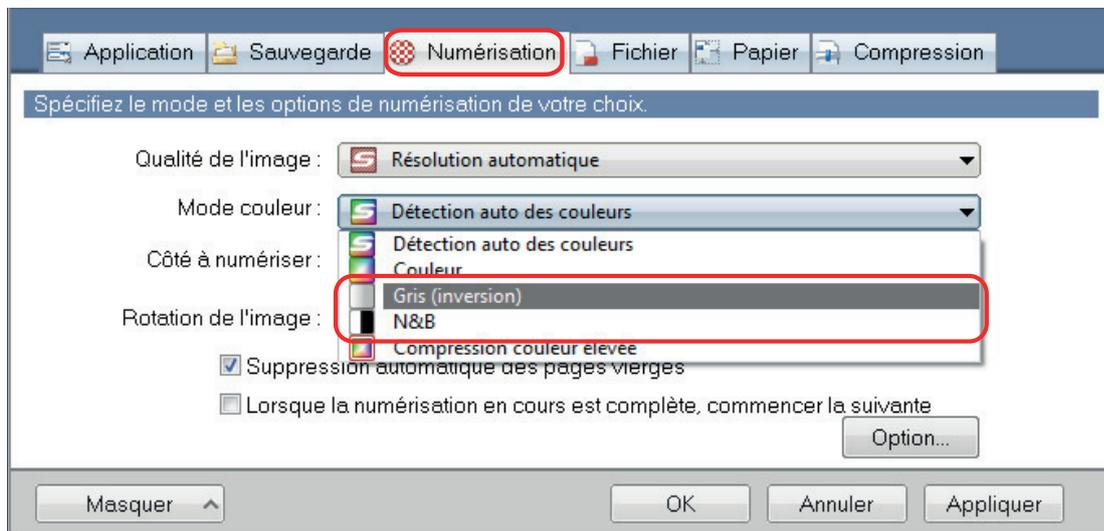 Application Sauvegarde Numérisation Fichier Papier Compression
Spécifiez le mode et les options de numérisation de votre choix.
Qualité de l'image : Résolution automatique
Mode couleur : Détection auto des couleurs
Détection auto des couleurs
Côté à numériser :
Couleur
Gris (inversion)
Rotation de l'image :
N&B
Compression couleur élevée
Suppression automatique des pages vierges
Lorsque la numérisation en cours est complète, commencer la suivante
Option...
Masquer OK Annuler Appliquer